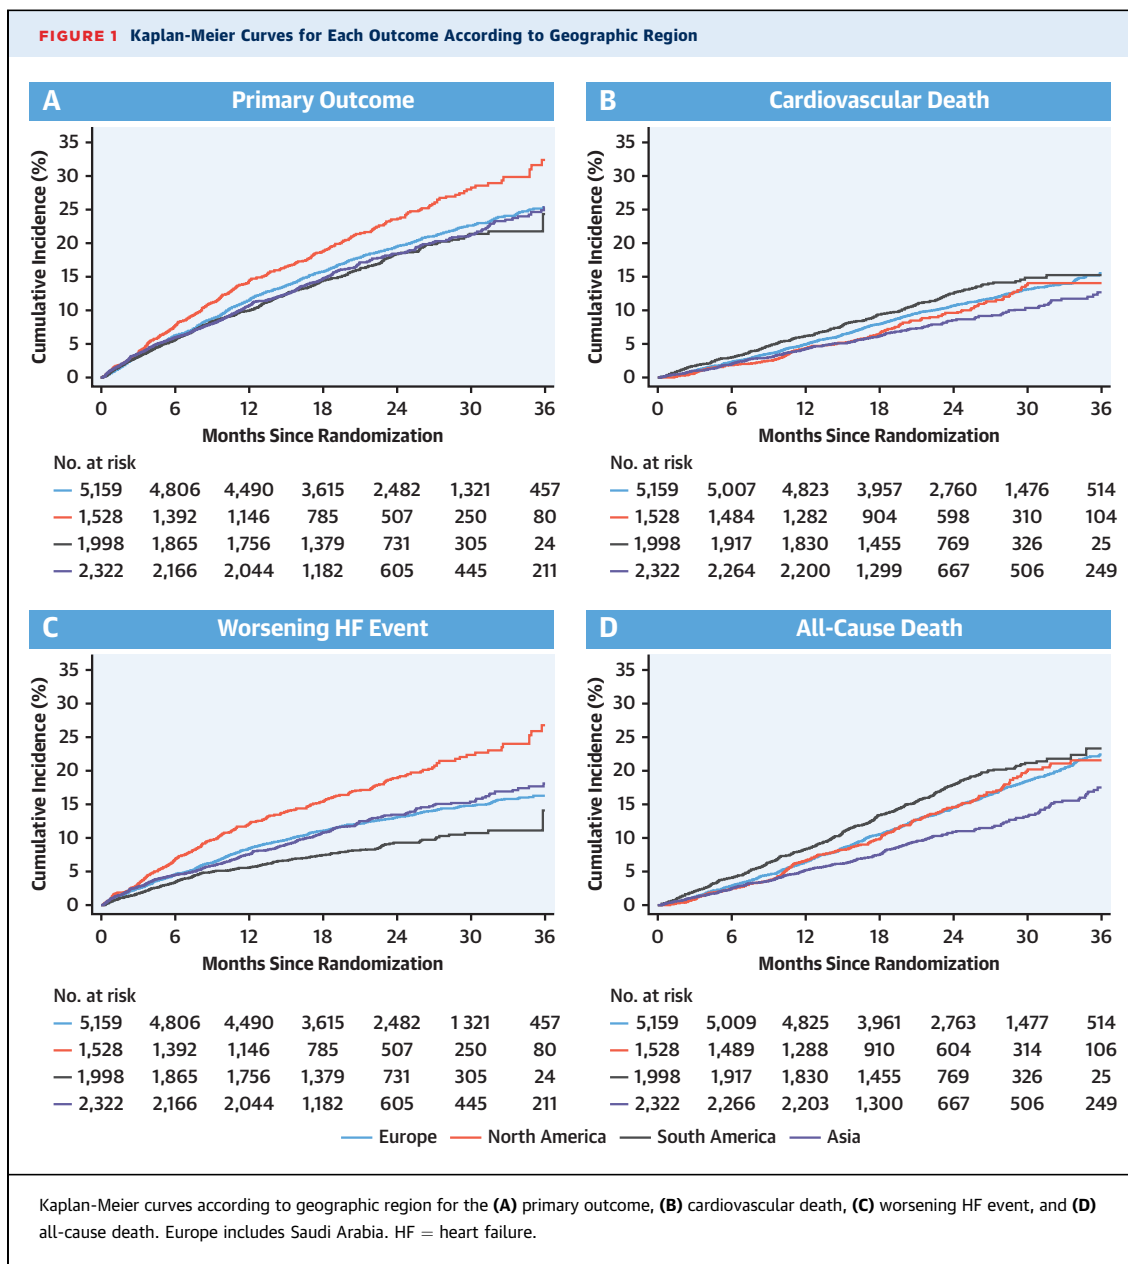 FIGURE 1 Kaplan-Meier Curves for Each Outcome According to Geographic Region
A Primary Outcome
Cumulative Incidence (%)
35
30
25
20
15
10
5
0
0 6 12 18 24 30 36
Months Since Randomization
No. at risk
5,159 4,806 4,490 3,615 2,482 1,321 457
1,528 1,392 1,146 785 507 250 80
1,998 1,865 1,756 1,379 731 305 24
2,322 2,166 2,044 1,182 605 445 211
B Cardiovascular Death
Cumulative Incidence (%)
35
30
25
20
15
10
5
0
0 6 12 18 24 30 36
Months Since Randomization
No. at risk
5,159 5,007 4,823 3,957 2,760 1,476 514
1,528 1,484 1,282 904 598 310 104
1,998 1,917 1,830 1,455 769 326 25
2,322 2,264 2,200 1,299 667 506 249
C Worsening HF Event
Cumulative Incidence (%)
35
30
25
20
15
10
5
0
0 6 12 18 24 30 36
Months Since Randomization
No. at risk
5,159 4,806 4,490 3,615 2,482 1 321 457
1,528 1,392 1,146 785 507 250 80
1,998 1,865 1,756 1,379 731 305 24
2,322 2,166 2,044 1,182 605 445 211
D All-Cause Death
Cumulative Incidence (%)
35
30
25
20
15
10
5
0
0 6 12 18 24 30 36
Months Since Randomization
No. at risk
5,159 5,009 4,825 3,961 2,763 1,477 514
1,528 1,489 1,288 910 604 314 106
1,998 1,917 1,830 1,455 769 326 25
2,322 2,266 2,203 1,300 667 506 249
Europe North America South America Asia
Kaplan-Meier curves according to geographic region for the (A) primary outcome, (B) cardiovascular death, (C) worsening HF event, and (D)
all-cause death. Europe includes Saudi Arabia. HF = heart failure.